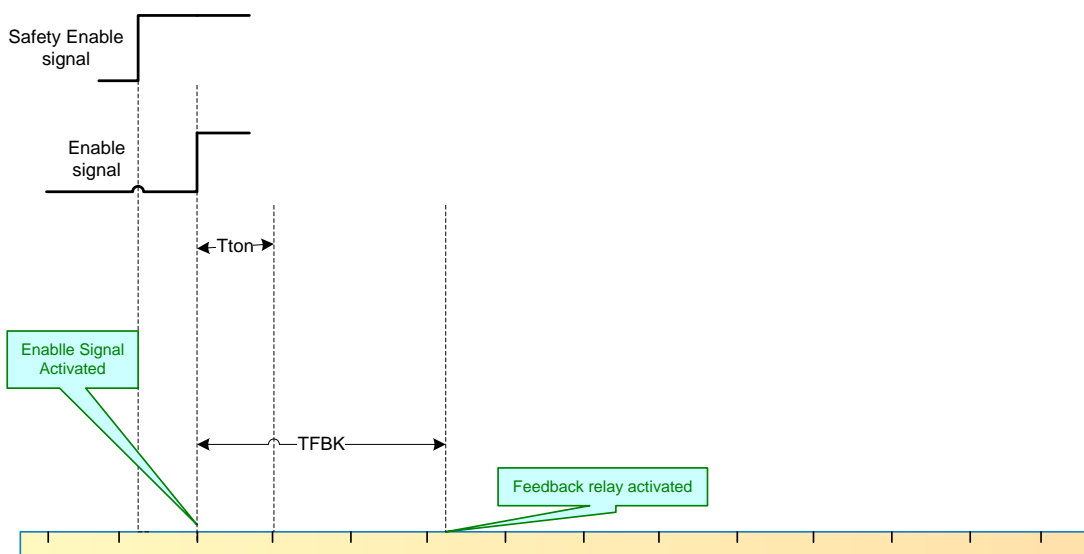 Safety Enable
signal
Enable
signal
Tton
Enablle Signal
Activated
TFBK
Feedback relay activated